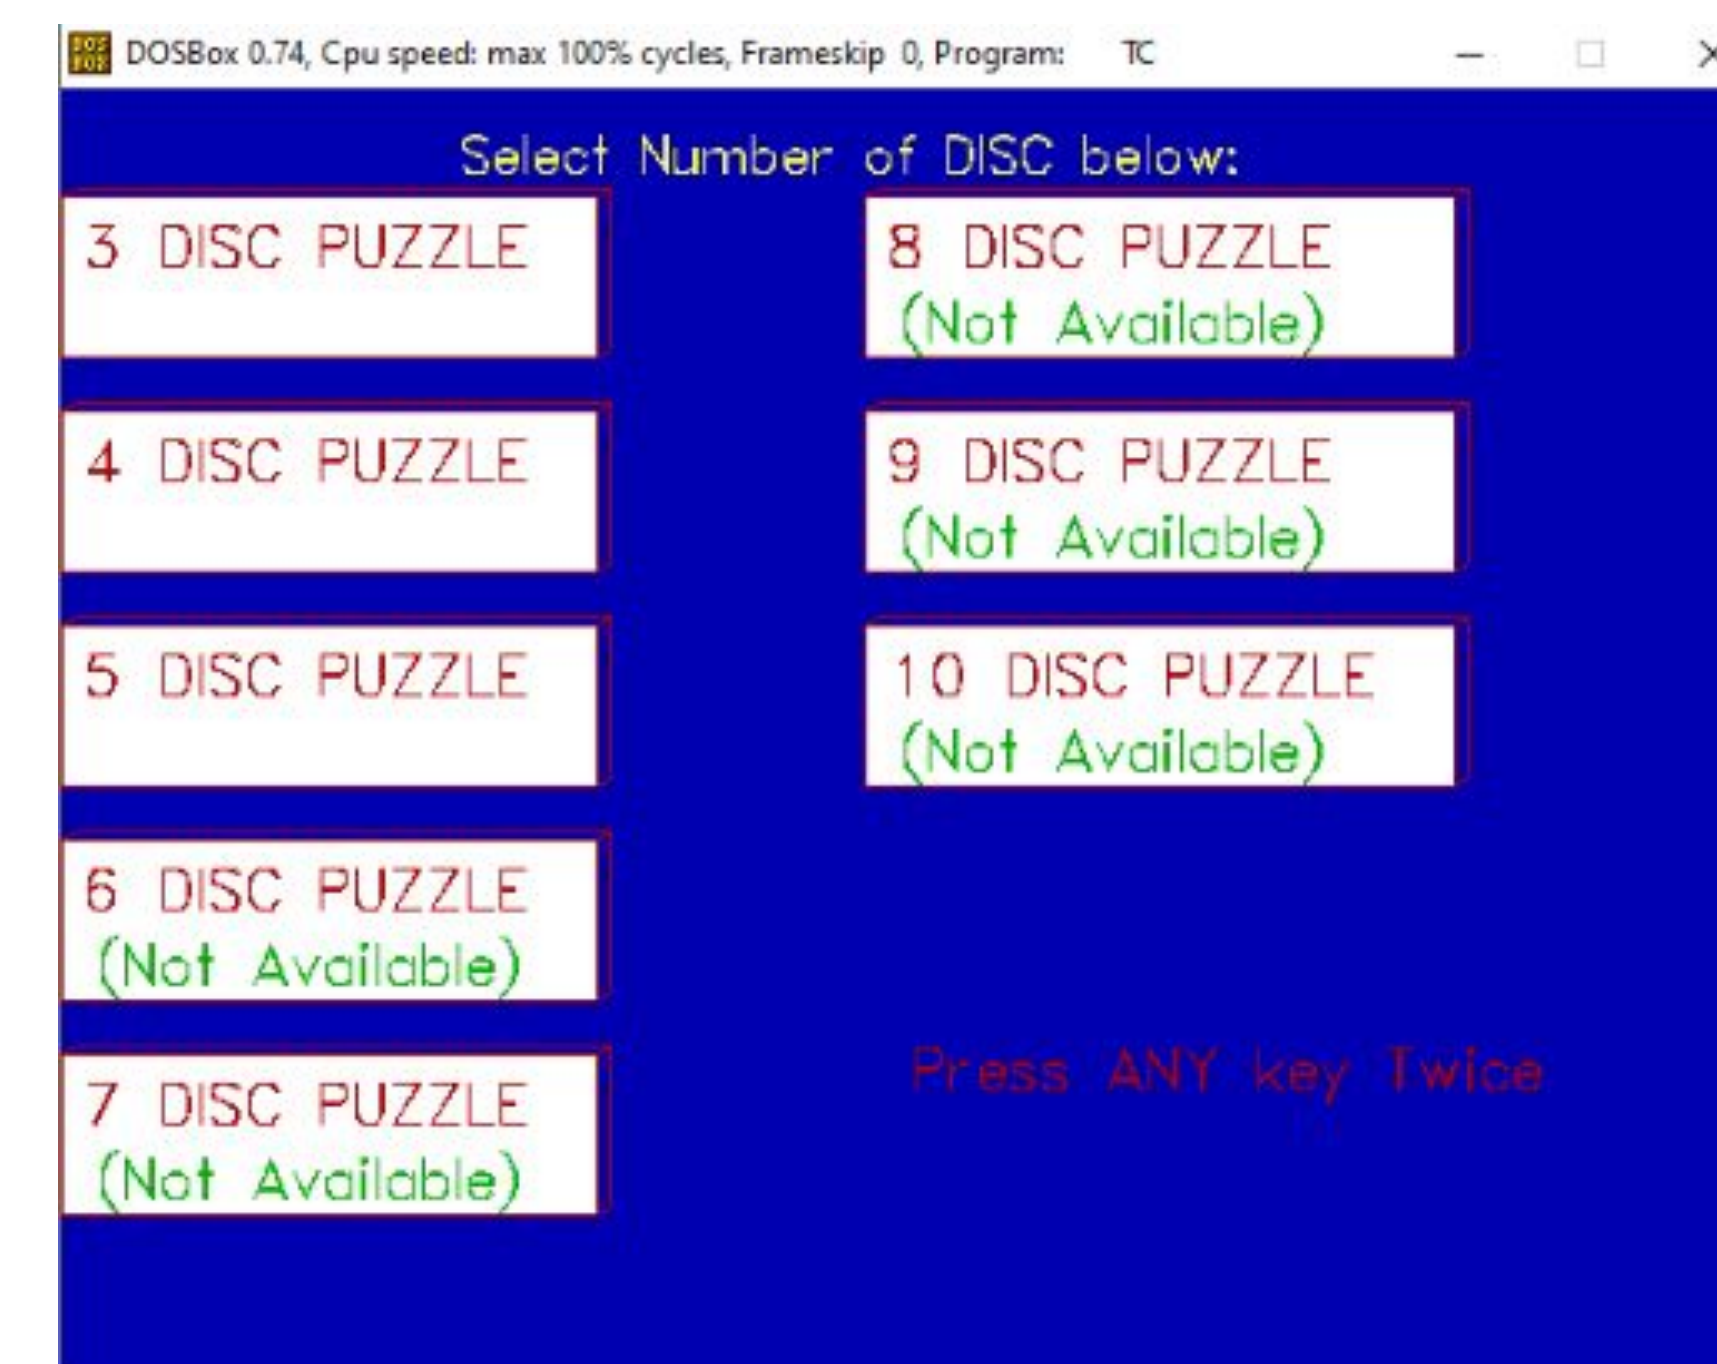 DOSBox 0.74, Cpu speed: max 100% cycles, Frameskip 0, Program: TC
Select Number of DISC below:
3 DISC PUZZLE
4 DISC PUZZLE
5 DISC PUZZLE
6 DISC PUZZLE
(Not Available)
7 DISC PUZZLE
(Not Available)
8 DISC PUZZLE
(Not Available)
9 DISC PUZZLE
(Not Available)
10 DISC PUZZLE
(Not Available)
Press ANY key Twice